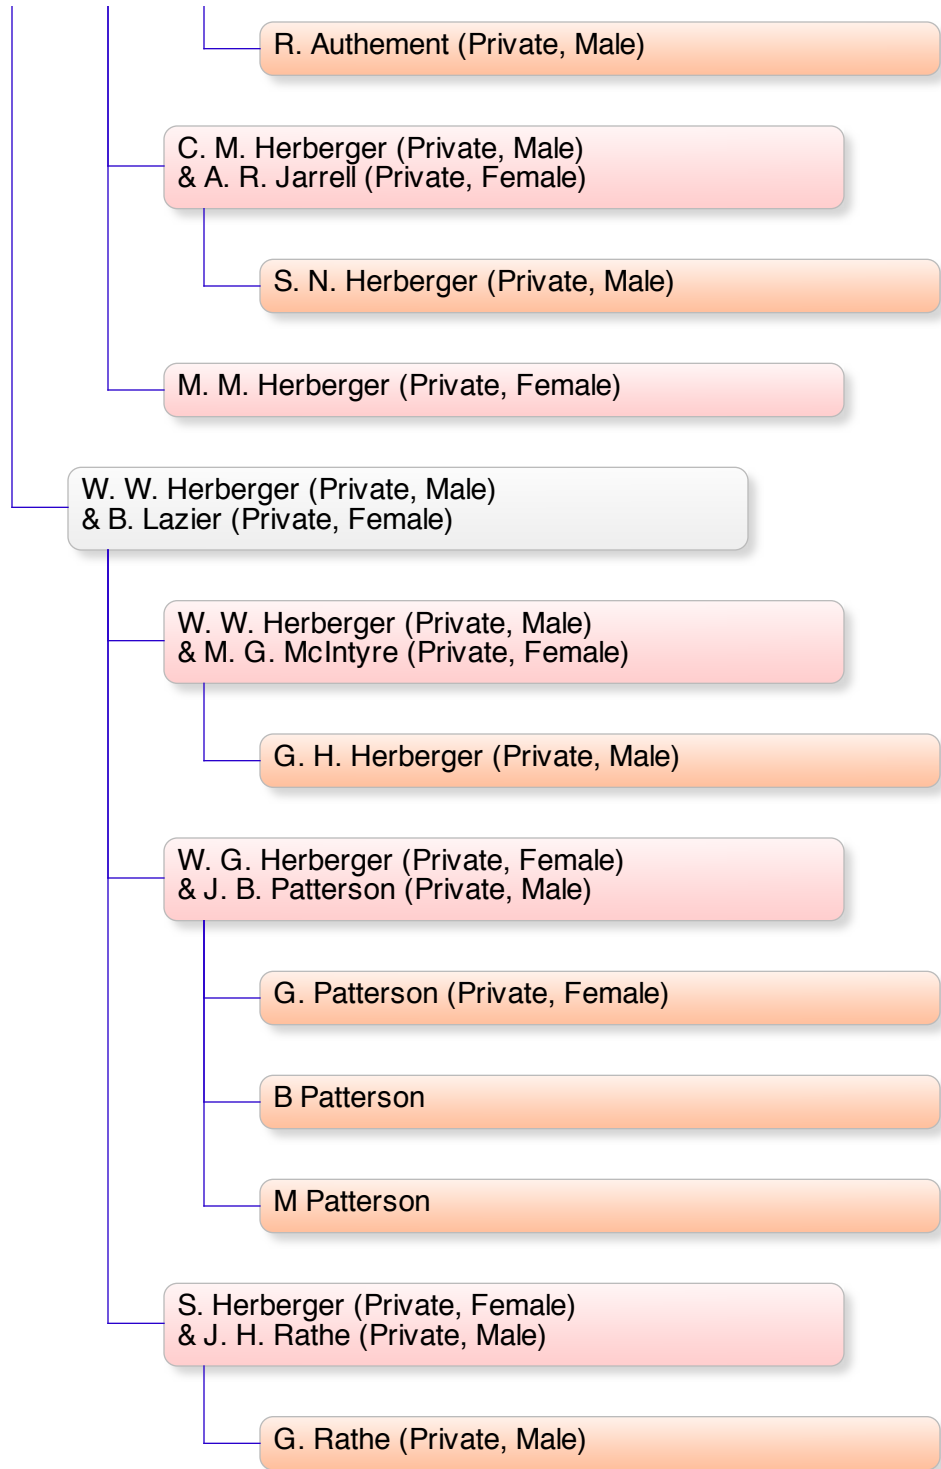 R. Authement (Private, Male)
C. M. Herberger (Private, Male)
& A. R. Jarrell (Private, Female)
S. N. Herberger (Private, Male)
M. M. Herberger (Private, Female)
W. W. Herberger (Private, Male)
& B. Lazier (Private, Female)
W. W. Herberger (Private, Male)
& M. G. McIntyre (Private, Female)
G. H. Herberger (Private, Male)
W. G. Herberger (Private, Female)
& J. B. Patterson (Private, Male)
G. Patterson (Private, Female)
B Patterson
M Patterson
S. Herberger (Private, Female)
& J. H. Rathe (Private, Male)
G. Rathe (Private, Male)